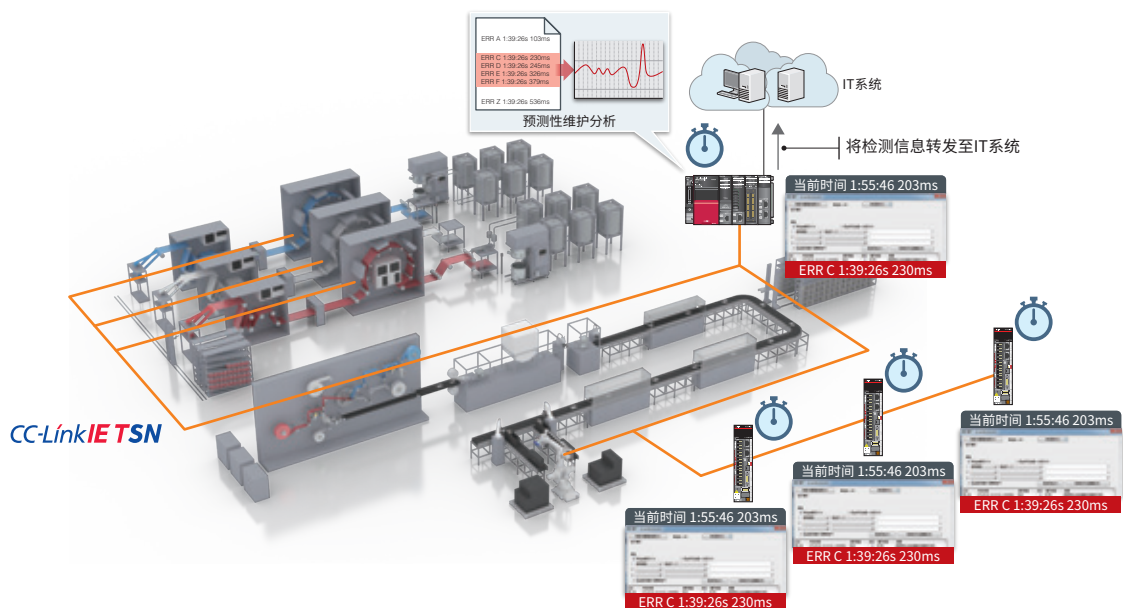 ERR A 1:39:26s 103ms
ERR C 1:39:26s 230ms
ERR D 1:39:26s 245ms
ERR E 1:39:26s 326ms
ERR F 1:39:26s 379ms
ERR Z 1:39:26s 536ms
预测性维护分析
IT系统
将检测信息转发至IT系统
当前时间 1:55:46 203ms
ERR C 1:39:26s 230ms
CC-Link IE TSN
当前时间 1:55:46 203ms
ERR C 1:39:26s 230ms
当前时间 1:55:46 203ms
ERR C 1:39:26s 230ms
当前时间 1:55:46 203ms
ERR C 1:39:26s 230ms